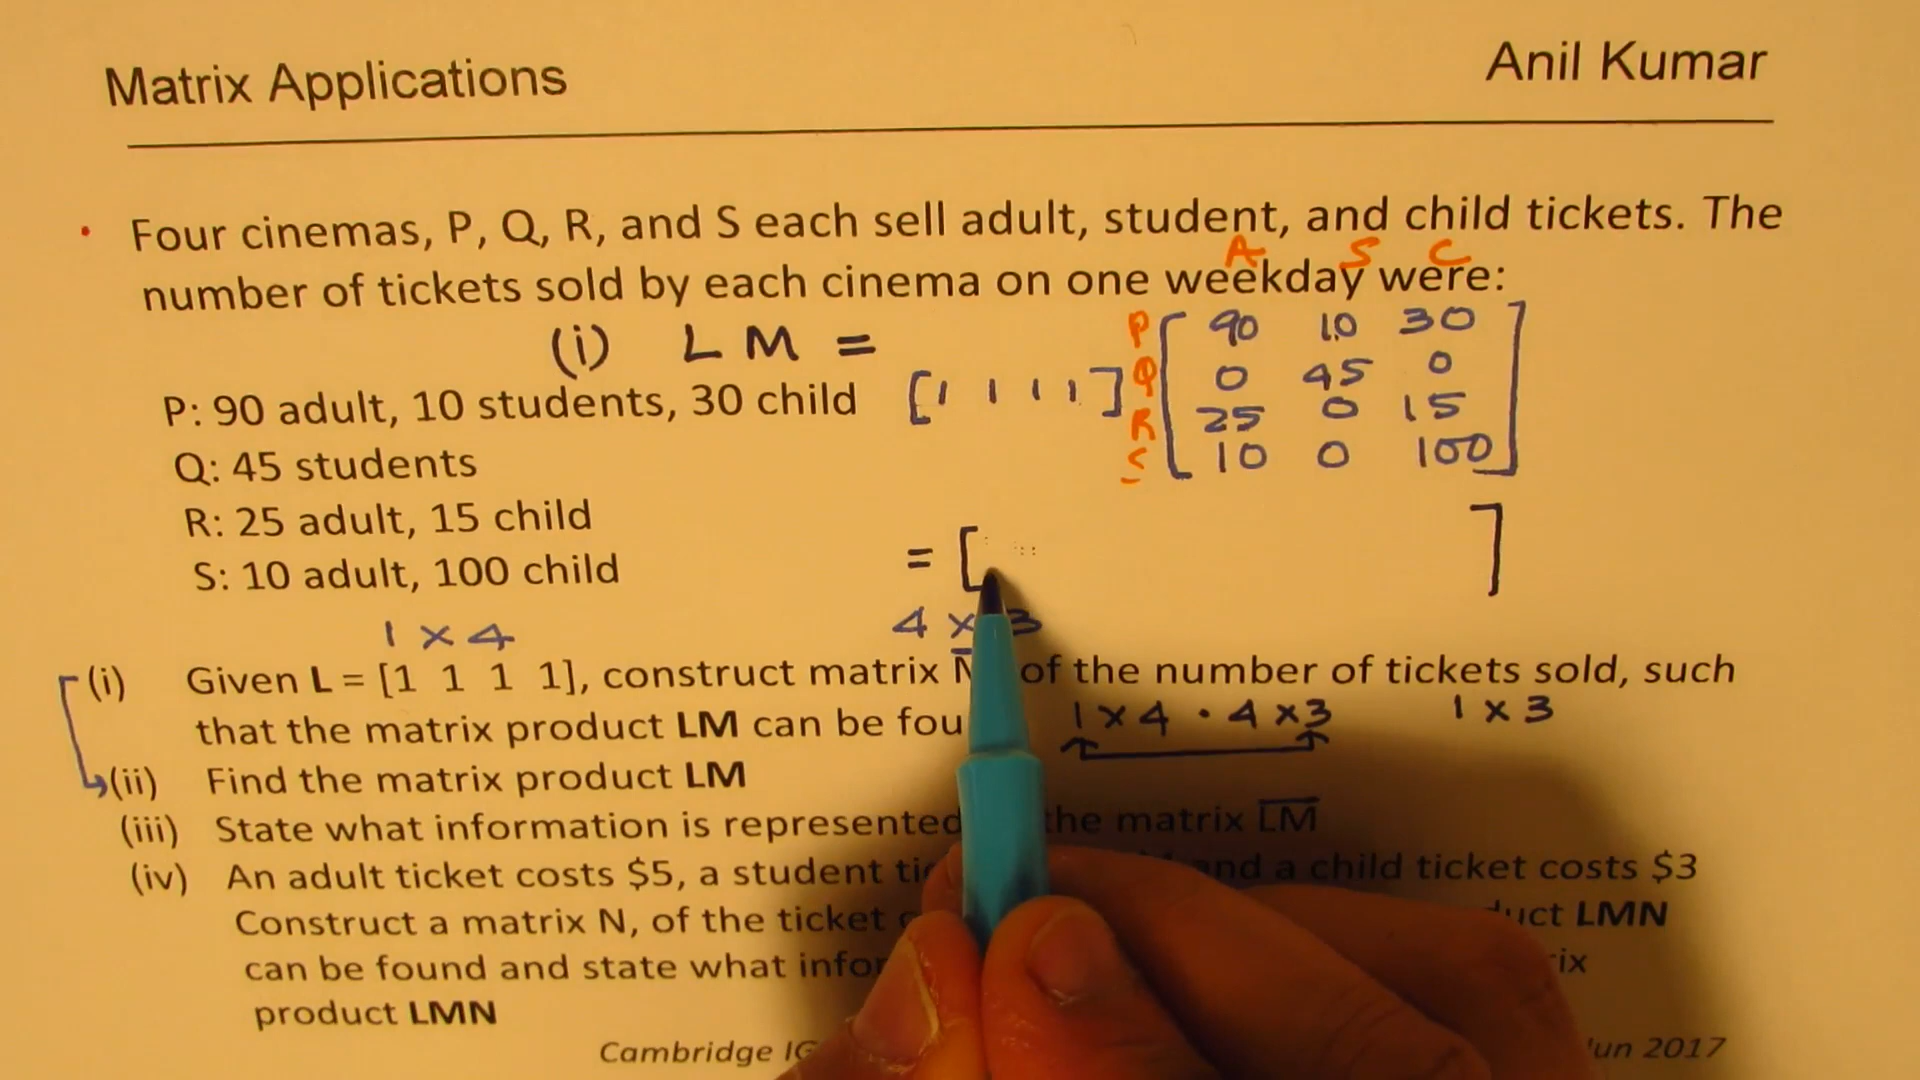 Matrix Applications
Anil Kumar
Four cinemas, P, Q, R, and S each sell adult, student, and child tickets. The
A S C
number of tickets sold by each cinema on one weekday were:
(i) LM =
P: 90 adult, 10 students, 30 child
[1 1 1 1]
P [90 10 30
Q 0 45 0
R 25 0 15
S 10 0 100]
Q: 45 students
R: 25 adult, 15 child
S: 10 adult, 100 child
= [ ]
1 x 4
4 x 3
(i) Given L = [1 1 1 1], construct matrix of the number of tickets sold, such
that the matrix product LM can be
1 x 4 · 4 x 3
1 x 3
(ii) Find the matrix product LM
(iii) State what information is represented the matrix LM
(iv) An adult ticket costs $5, a student and a child ticket costs $3
Construct a matrix N, of the ticket LMN
can be found and state what
product LMN
Cambridge 2017